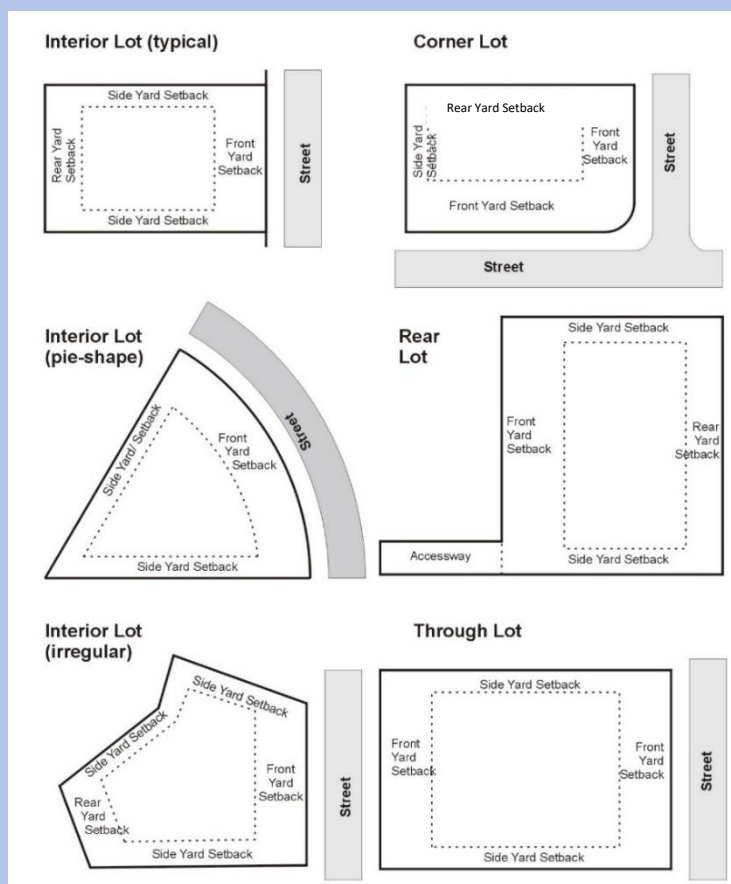 Interior Lot (typical)
Side Yard Setback
Rear Yard
Setback
Front
Yard
Setback
Side Yard Setback
Street
Corner Lot
Rear Yard Setback
Side Yard
Setback
Front
Yard
Setback
Front Yard Setback
Street
Street
Interior Lot
(pie-shape)
Side Yard/ Setback
Front
Yard
Setback
Side Yard Setback
Street
Rear
Lot
Side Yard Setback
Front
Yard
Setback
Rear
Yard
Setback
Accessway
Side Yard Setback
Interior Lot
(irregular)
Side Yard Setback
Side Yard Setback
Front
Yard
Setback
Rear
Yard
Setback
Side Yard Setback
Street
Through Lot
Side Yard Setback
Front
Yard
Setback
Front
Yard
Setback
Side Yard Setback
Street